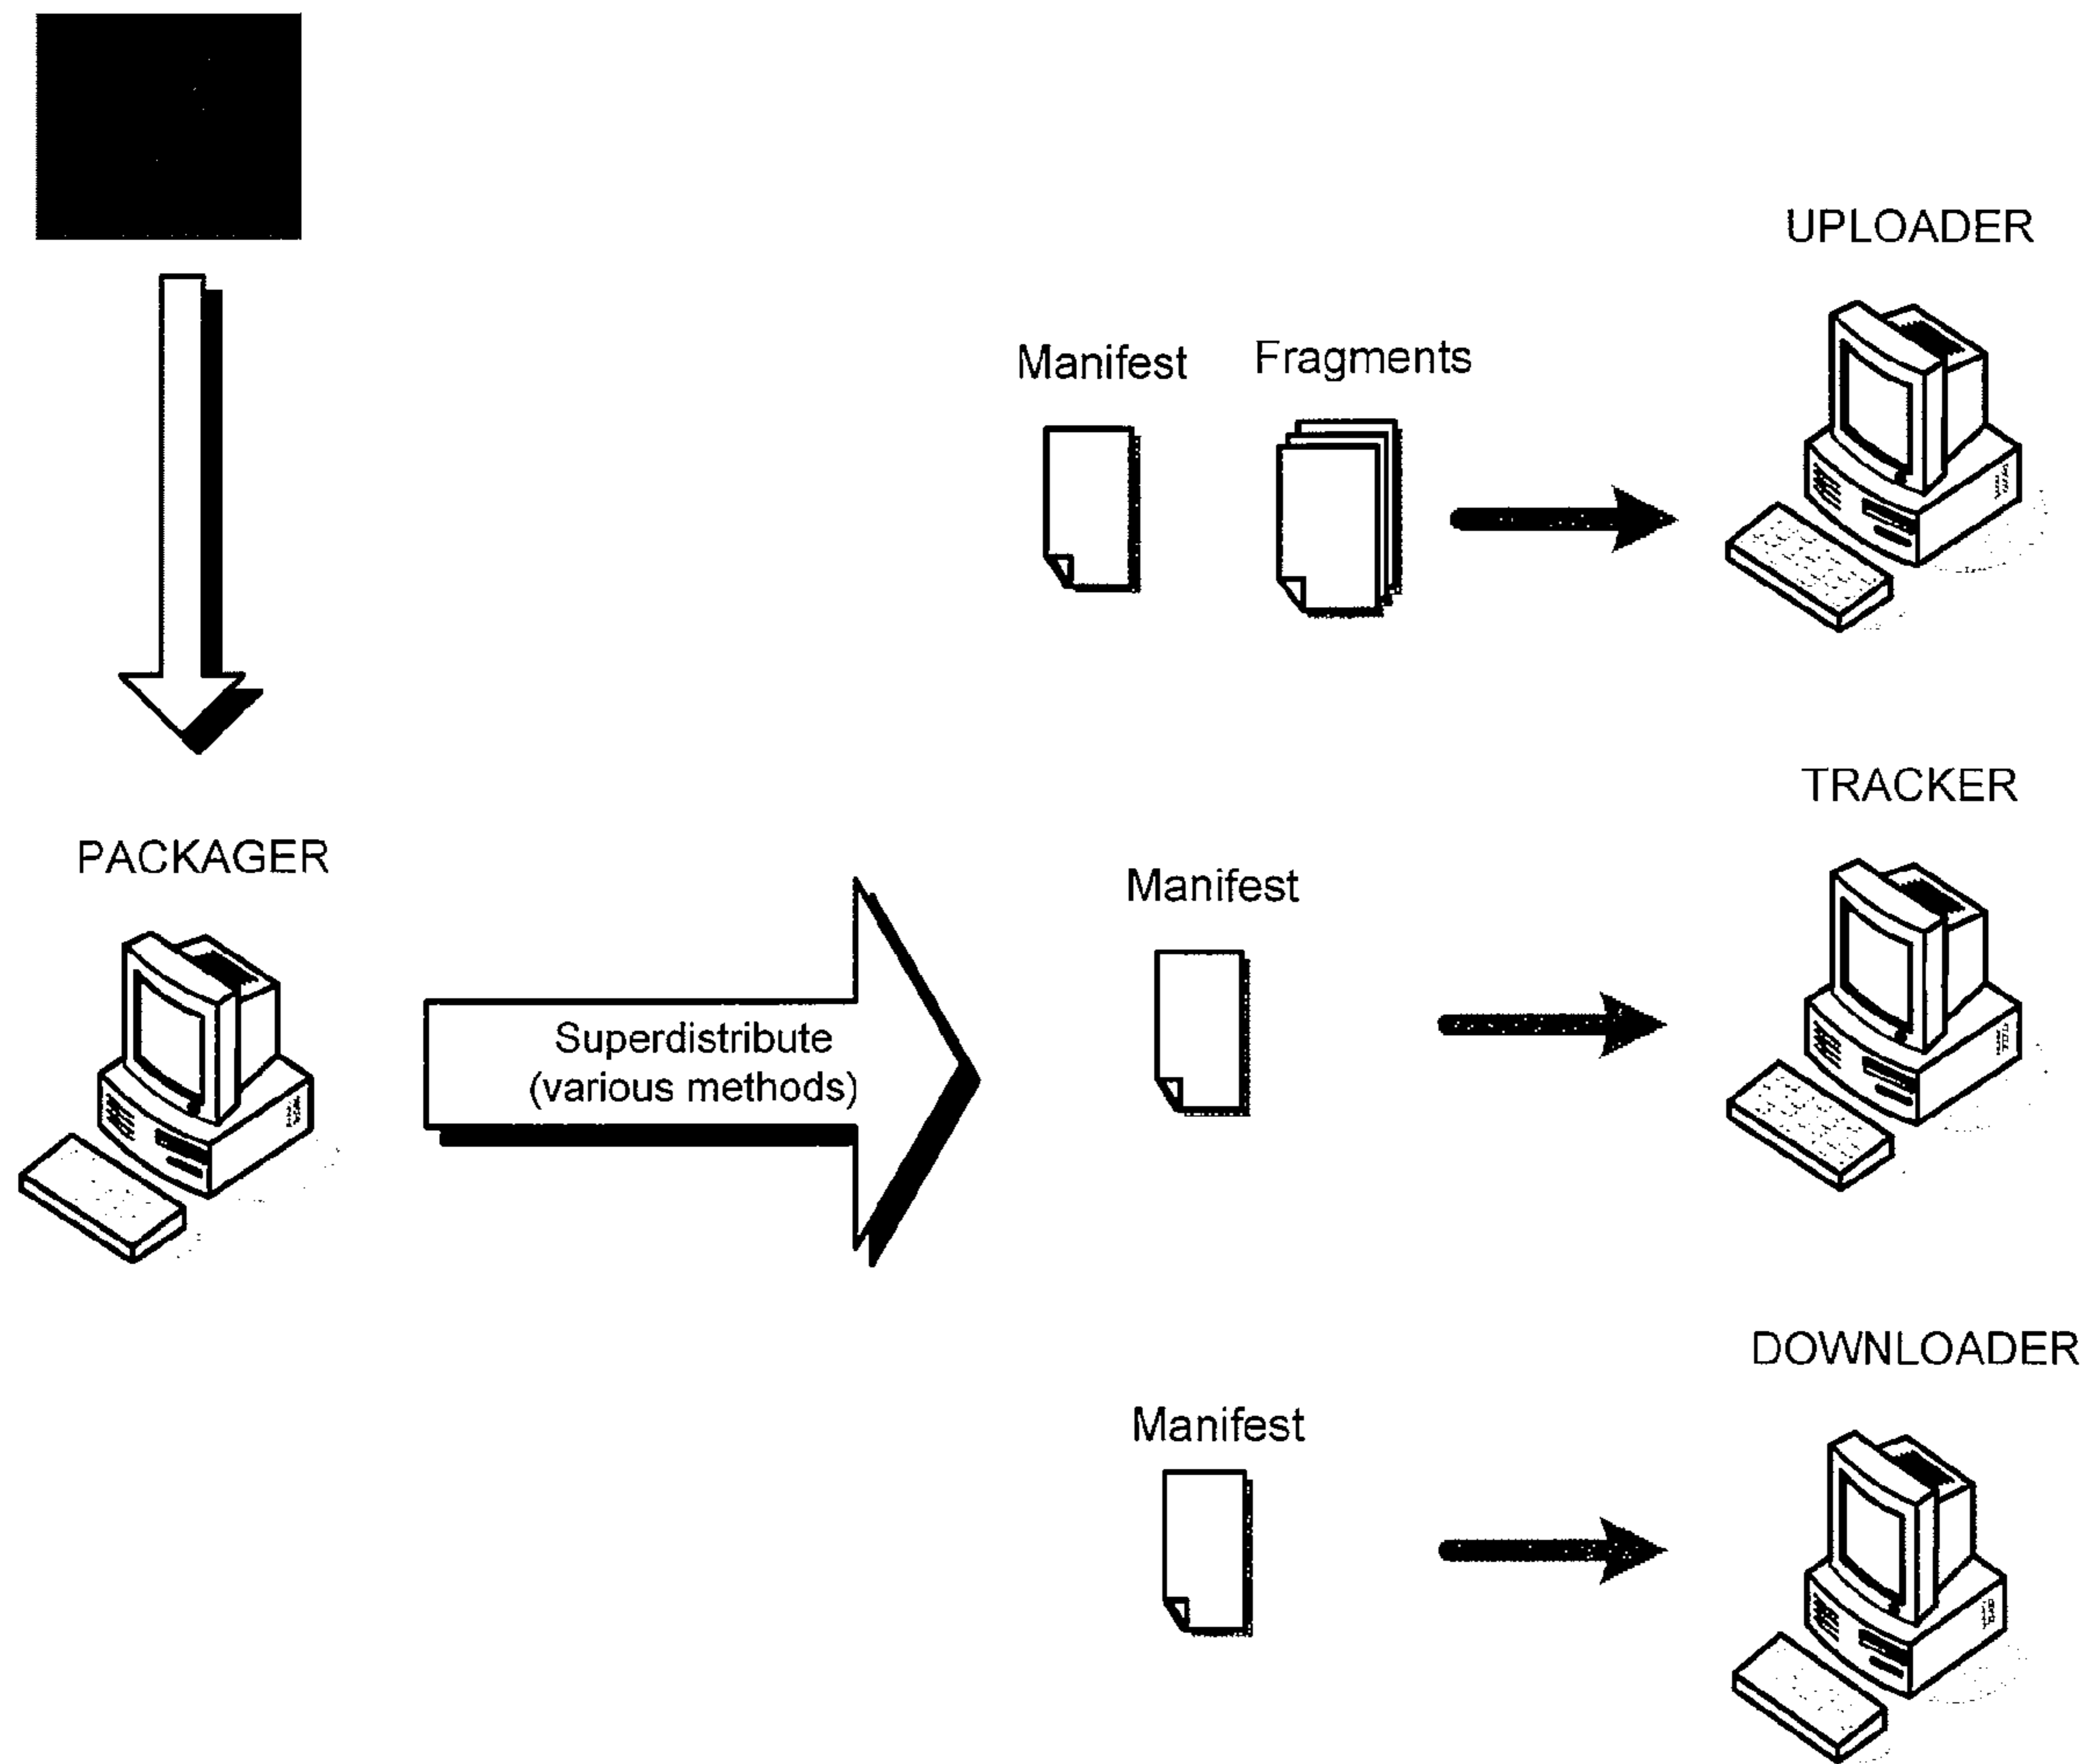 UPLOADER
Manifest
Fragments
TRACKER
PACKAGER
Manifest
Superdistribute
(various methods)
DOWNLOADER
Manifest